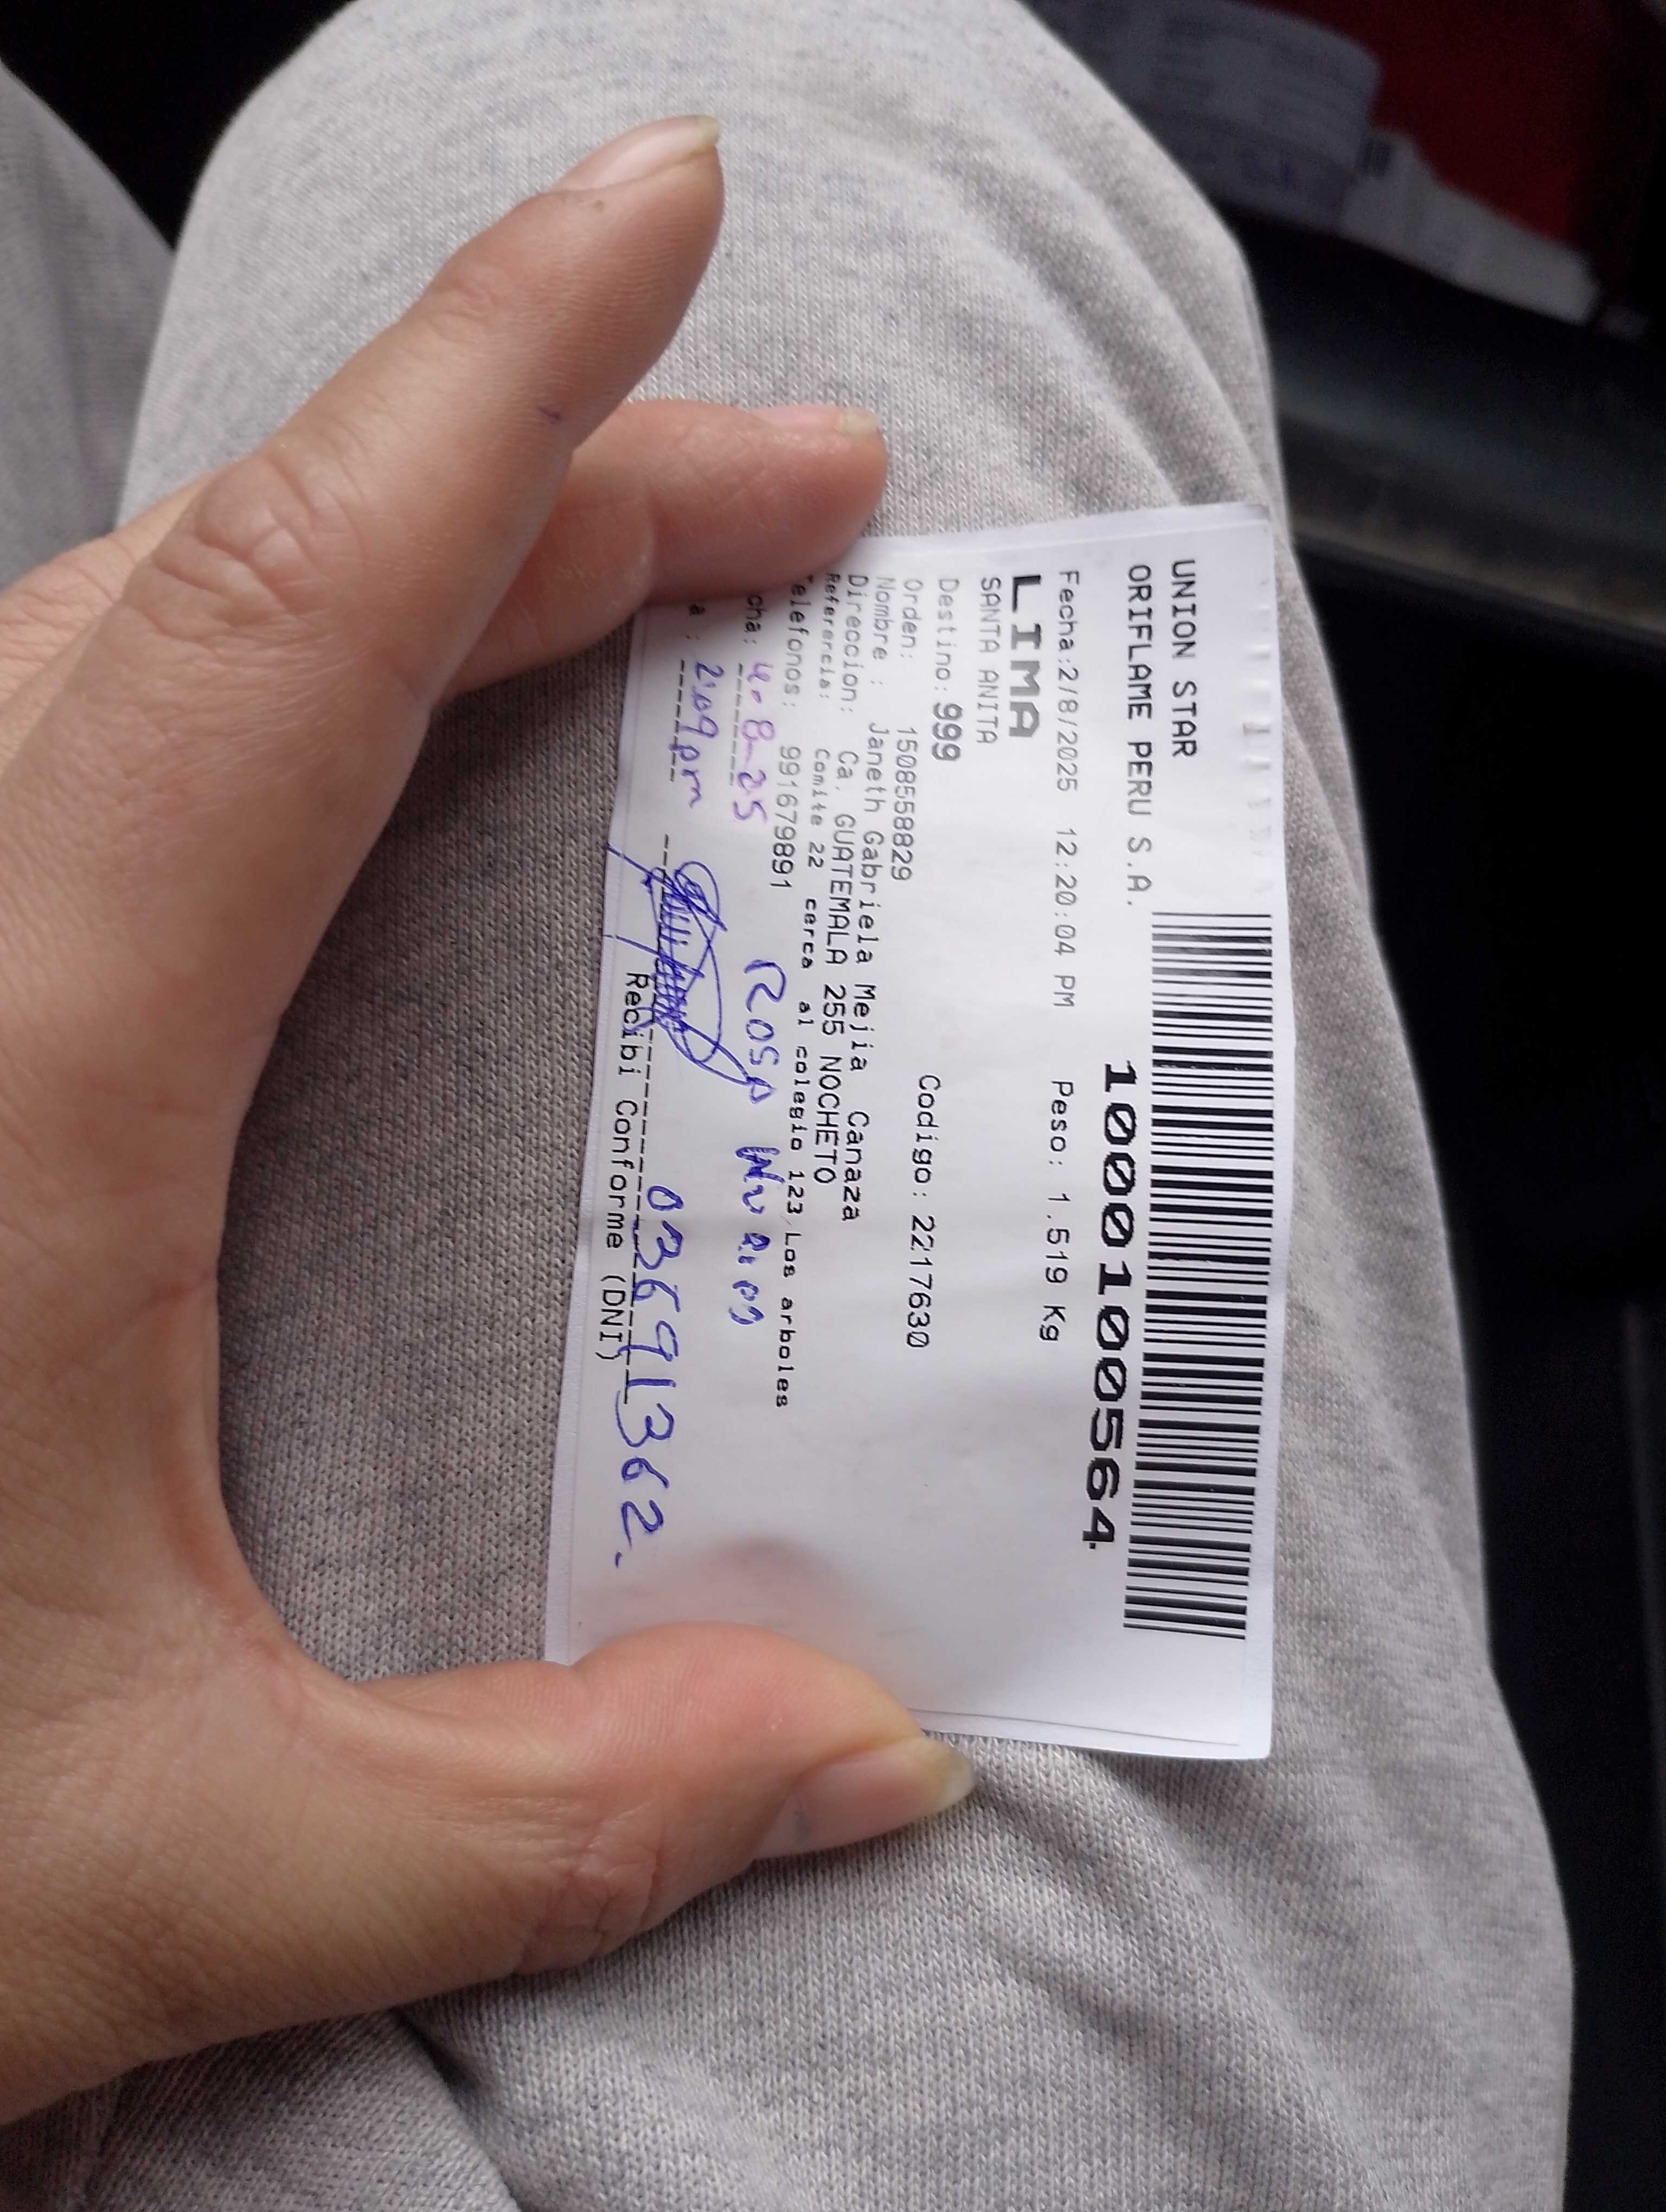 UNION STAR
ORIFLAME PERU S.A.
10001000564
Fecha:2/8/2025 12:20:04 PM Peso: 1.519 Kg
LIMA
SANTA ANITA
Destino: 999 Codigo: 2217630
Orden: 1508558829
Nombre : Janeth Gabriela Mejia Canaza
Direccion: Ca. GUATEMALA 255 NOCHETO
Referencia: Comite 22 cerca al colegio 123/Los arboles
Telefonos: 991679891
cha: 4-8-25 Rosa
a : 2:09pm 03691362.
Recibi Conforme (DNI)